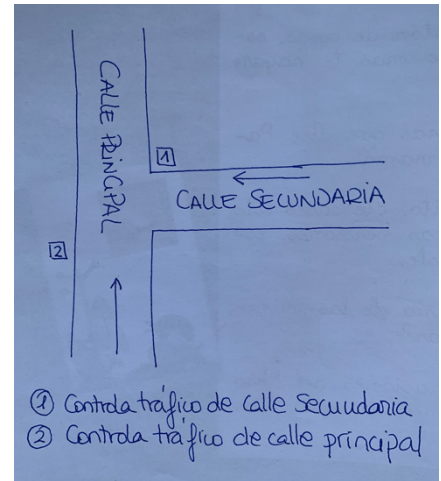 CALLE PRINCIPAL
1
CALLE SECUNDARIA
2
① Controla tráfico de calle secundaria
② Controla tráfico de calle principal